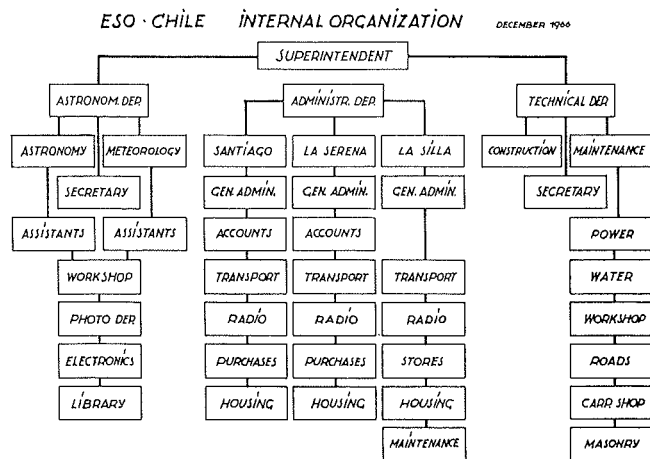 ESO · CHILE INTERNAL ORGANIZATION DECEMBER 1966
SUPERINTENDENT
ASTRONOM. DEP. ADMINISTR. DEP. TECHNICAL DEP.
ASTRONOMY METEOROLOGY SANTIAGO LA SERENA LA SILLA CONSTRUCTION MAINTENANCE
SECRETARY GEN. ADMIN. GEN. ADMIN. GEN. ADMIN. SECRETARY
ASSISTANTS ASSISTANTS ACCOUNTS ACCOUNTS POWER
WORKSHOP TRANSPORT TRANSPORT TRANSPORT WATER
PHOTO DEP. RADIO RADIO RADIO WORKSHOP
ELECTRONICS PURCHASES PURCHASES STORES ROADS
LIBRARY HOUSING HOUSING HOUSING CARP. SHOP
MAINTENANCE MASONRY